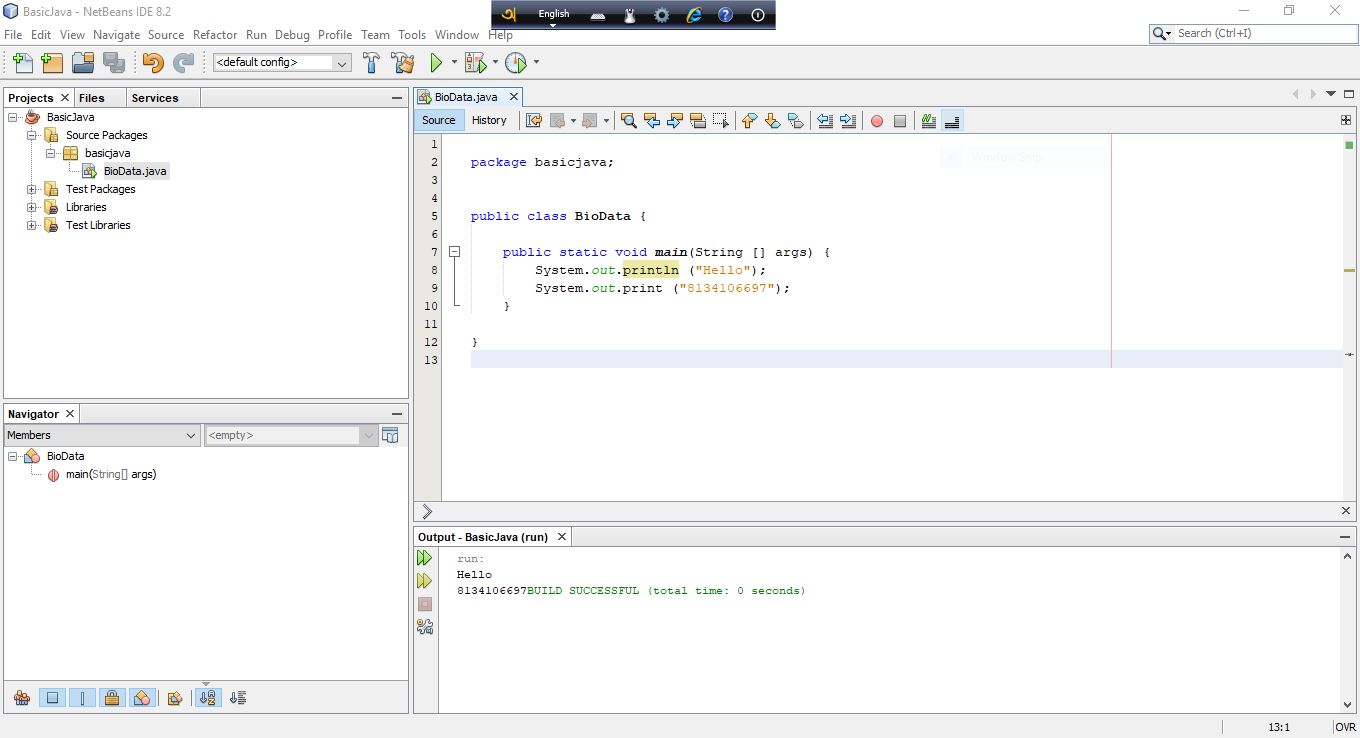 BasicJava - NetBeans IDE 8.2
English
File Edit View Navigate Source Refactor Run Debug Profile Team Tools Window Help
Search (Ctrl+I)
<default config>
Projects Files Services
BasicJava
Source Packages
basicjava
BioData.java
Test Packages
Libraries
Test Libraries
Navigator
Members
<empty>
BioData
main(String[] args)
BioData.java
Source History
1
2 package basicjava;
3
4
5 public class BioData {
6
7 public static void main(String [] args) {
8 System.out.println ("Hello");
9 System.out.print ("8134106697");
10 }
11
12 }
13
Window Snip
Output - BasicJava (run)
run:
Hello
8134106697BUILD SUCCESSFUL (total time: 0 seconds)
13:1 OVR